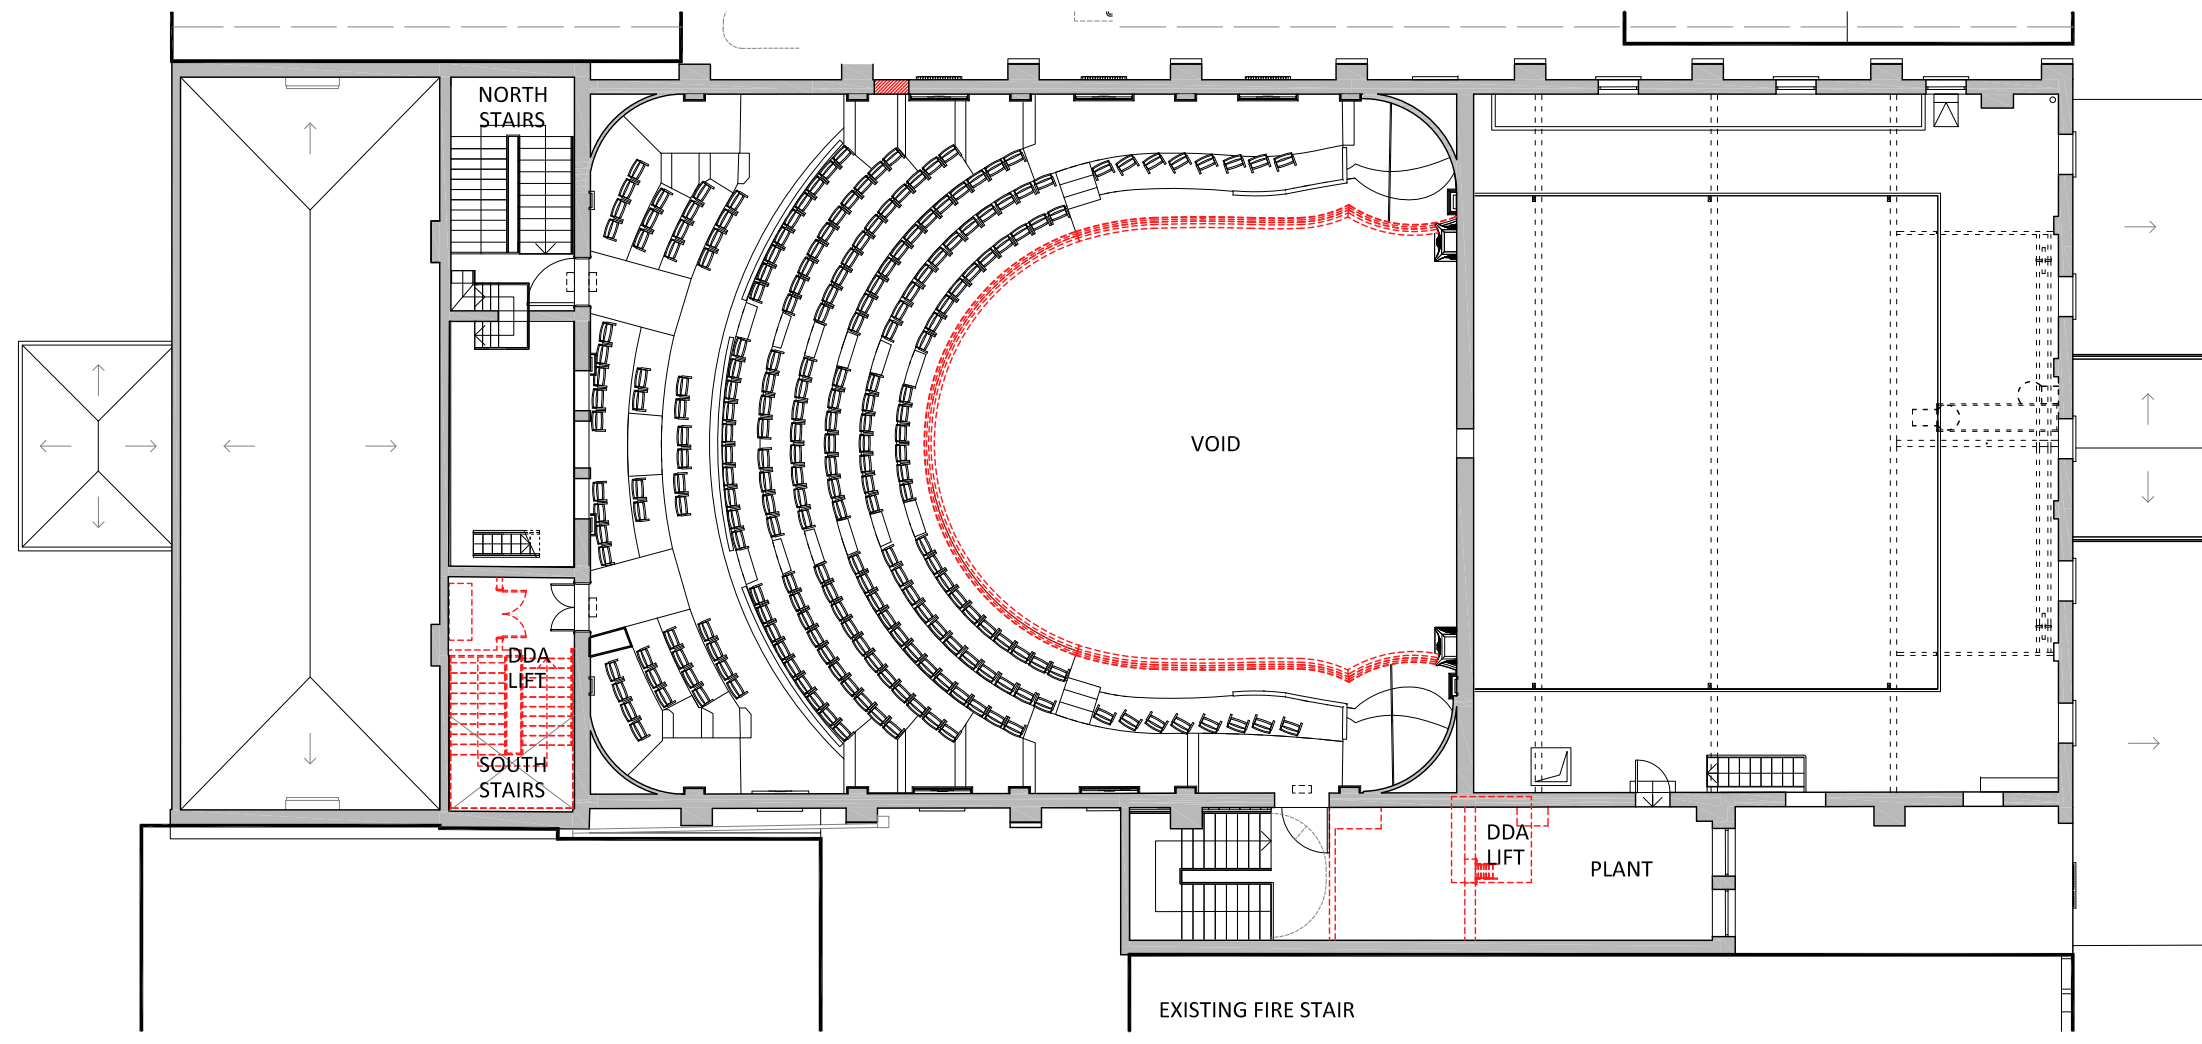 NORTH
STAIRS
VOID
DDA
LIFT
SOUTH
STAIRS
DDA
LIFT
PLANT
EXISTING FIRE STAIR